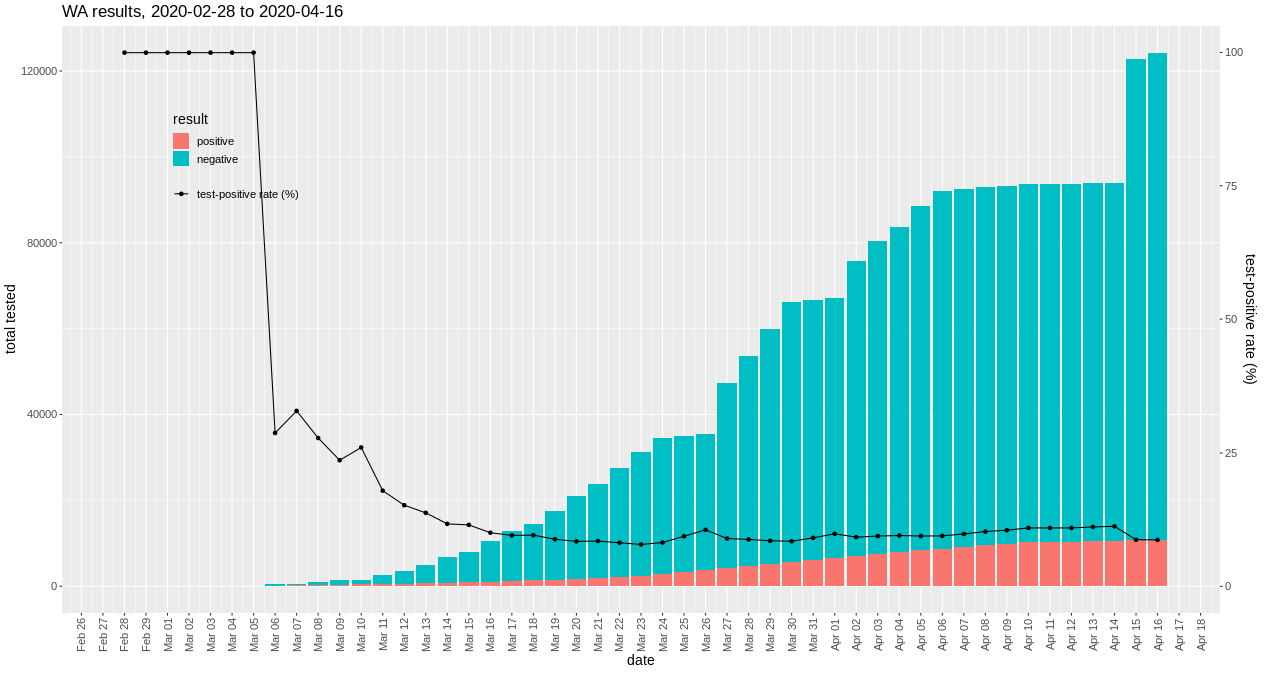 WA results, 2020-02-28 to 2020-04-16
total tested
120000
80000
40000
0
result
positive
negative
test-positive rate (%)
100
75
50
25
0
test-positive rate (%)
Feb 26
Feb 27
Feb 28
Feb 29
Mar 01
Mar 02
Mar 03
Mar 04
Mar 05
Mar 06
Mar 07
Mar 08
Mar 09
Mar 10
Mar 11
Mar 12
Mar 13
Mar 14
Mar 15
Mar 16
Mar 17
Mar 18
Mar 19
Mar 20
Mar 21
Mar 22
Mar 23
Mar 24
Mar 25
Mar 26
Mar 27
Mar 28
Mar 29
Mar 30
Mar 31
Apr 01
Apr 02
Apr 03
Apr 04
Apr 05
Apr 06
Apr 07
Apr 08
Apr 09
Apr 10
Apr 11
Apr 12
Apr 13
Apr 14
Apr 15
Apr 16
Apr 17
Apr 18
date